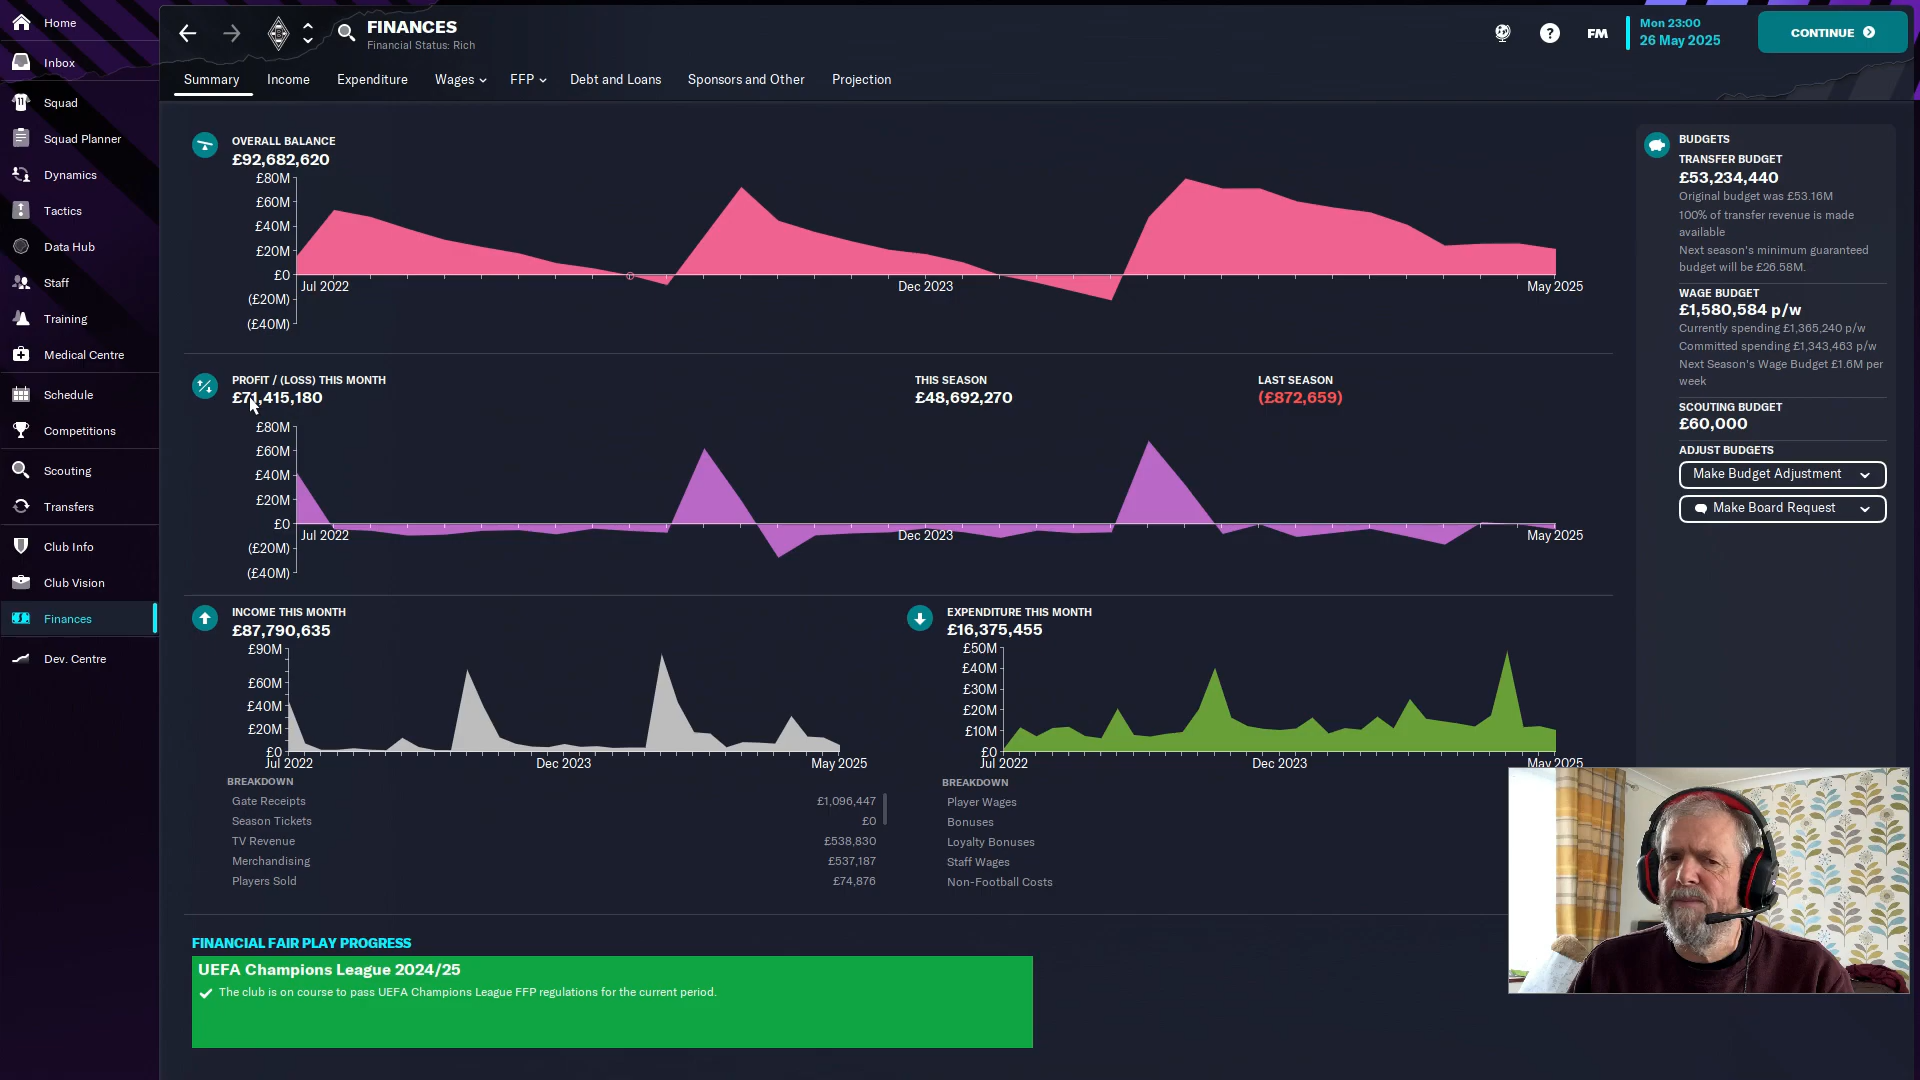 Home
Inbox
Squad
Squad Planner
Dynamics
Tactics
Data Hub
Staff
Training
Medical Centre
Schedule
Competitions
Scouting
Transfers
Club Info
Club Vision
Finances
Dev. Centre
FINANCES
Financial Status: Rich
?
FM
Mon 23:00
26 May 2025
CONTINUE
Summary
Income
Expenditure
Wages
FFP
Debt and Loans
Sponsors and Other
Projection
OVERALL BALANCE
£92,682,620
£80M
£60M
£40M
£20M
£0
(£20M)
(£40M)
Jul 2022
Dec 2023
May 2025
PROFIT / (LOSS) THIS MONTH
£71,415,180
THIS SEASON
£48,692,270
LAST SEASON
(£872,659)
£80M
£60M
£40M
£20M
£0
(£20M)
(£40M)
Jul 2022
Dec 2023
May 2025
INCOME THIS MONTH
£87,790,635
£90M
£60M
£40M
£20M
£0
Jul 2022
Dec 2023
May 2025
BREAKDOWN
Gate Receipts £1,096,447
Season Tickets £0
TV Revenue £538,830
Merchandising £537,187
Players Sold £74,876
EXPENDITURE THIS MONTH
£16,375,455
£50M
£40M
£30M
£20M
£10M
£0
Jul 2022
Dec 2023
May 2025
BREAKDOWN
Player Wages
Bonuses
Loyalty Bonuses
Staff Wages
Non-Football Costs
FINANCIAL FAIR PLAY PROGRESS
UEFA Champions League 2024/25
The club is on course to pass UEFA Champions League FFP regulations for the current period.
BUDGETS
TRANSFER BUDGET
£53,234,440
Original budget was £53.16M
100% of transfer revenue is made
available
Next season's minimum guaranteed
budget will be £26.58M.
WAGE BUDGET
£1,580,584 p/w
Currently spending £1,365,240 p/w
Committed spending £1,343,463 p/w
Next Season's Wage Budget £1.6M per
week
SCOUTING BUDGET
£60,000
ADJUST BUDGETS
Make Budget Adjustment
Make Board Request